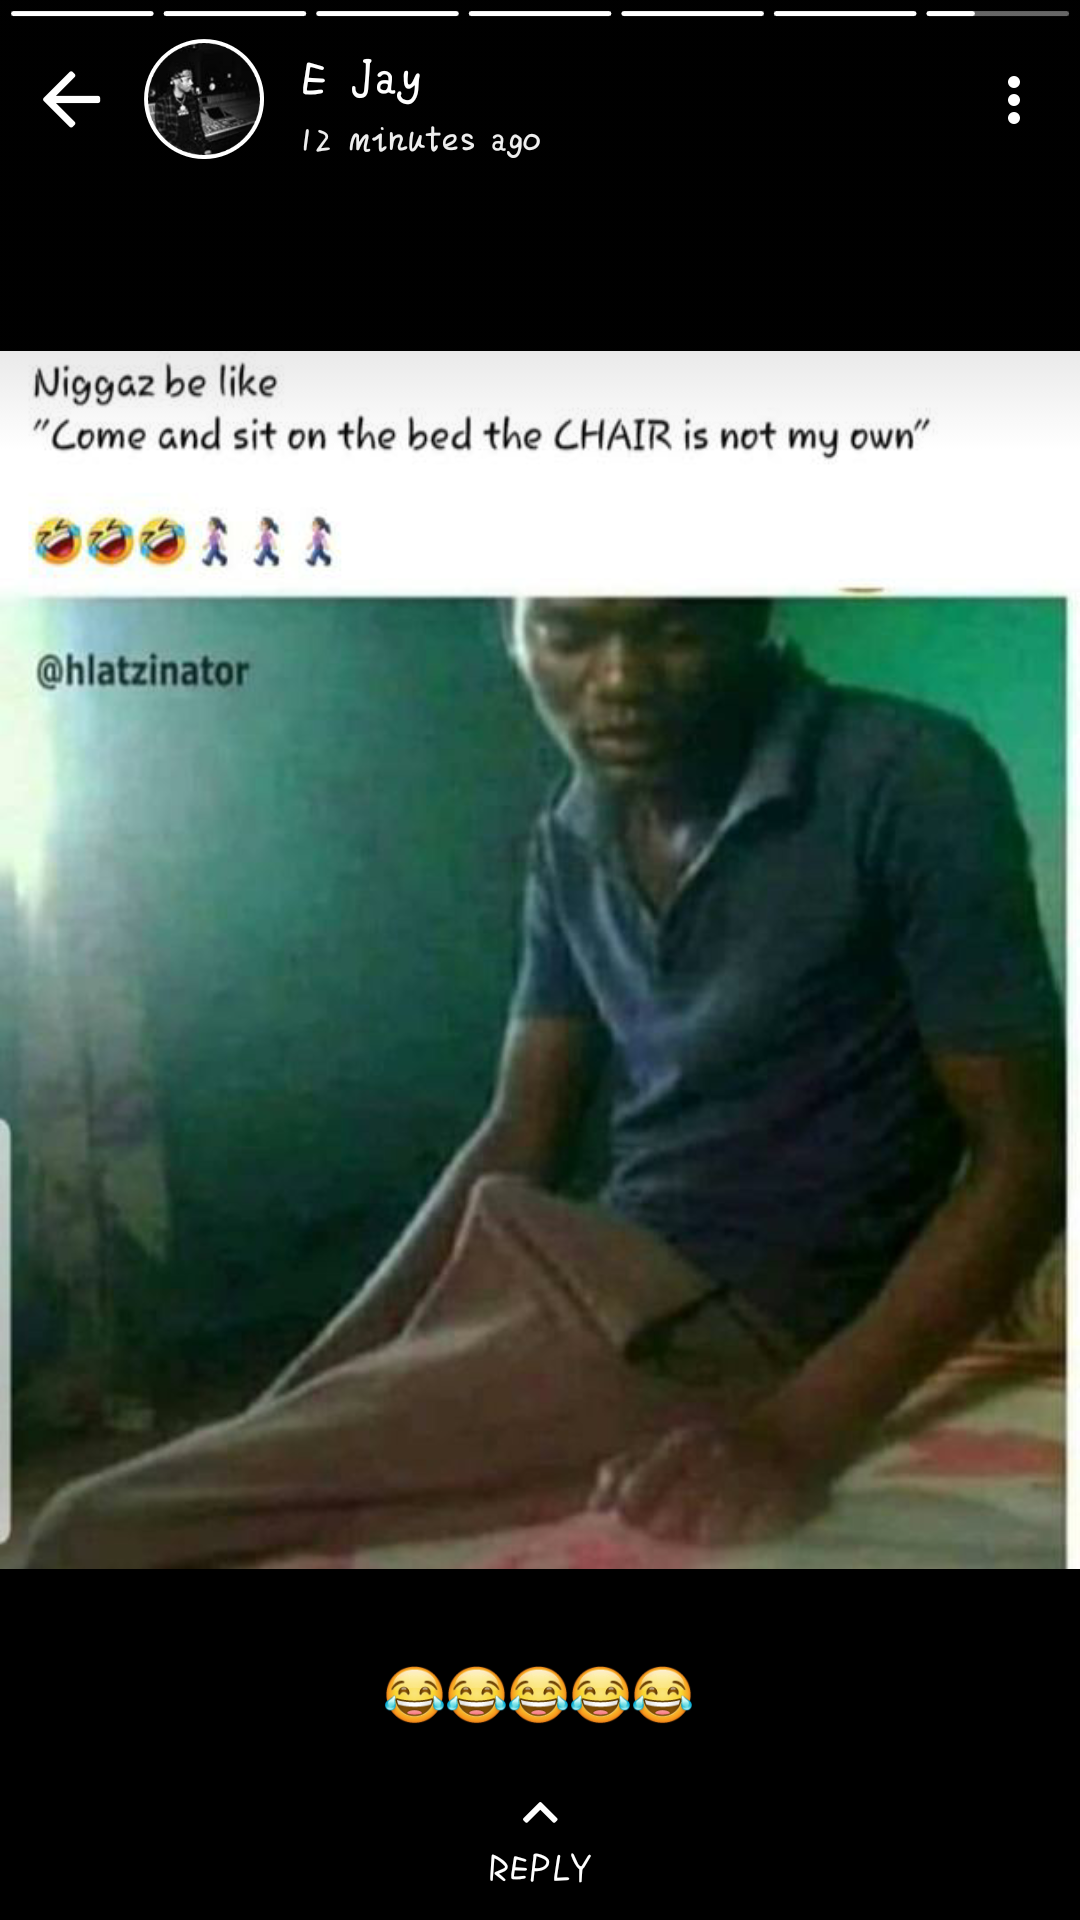 E Jay
12 minutes ago
Niggaz be like
"Come and sit on the bed the CHAIR is not my own"
🤣🤣🤣🚶🏻‍♀️🚶🏻‍♀️🚶🏻‍♀️
@hlatzinator
😂😂😂😂😂
REPLY